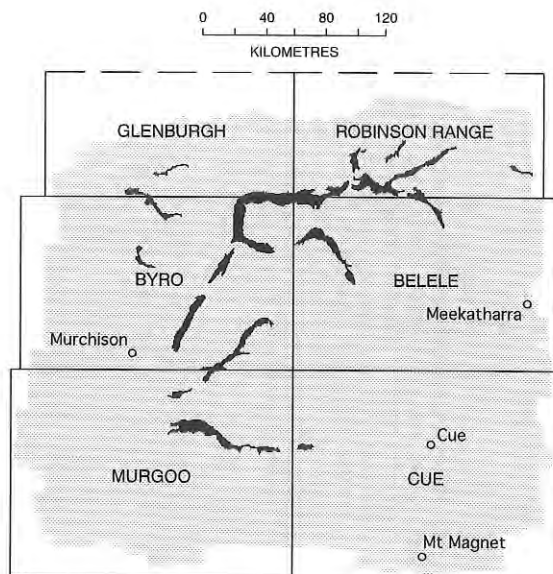 0 40 80 120
KILOMETRES
GLENBURGH
ROBINSON RANGE
BYRO
BELELE
Meekatharra
Murchison
Cue
MURGOO
CUE
Mt Magnet